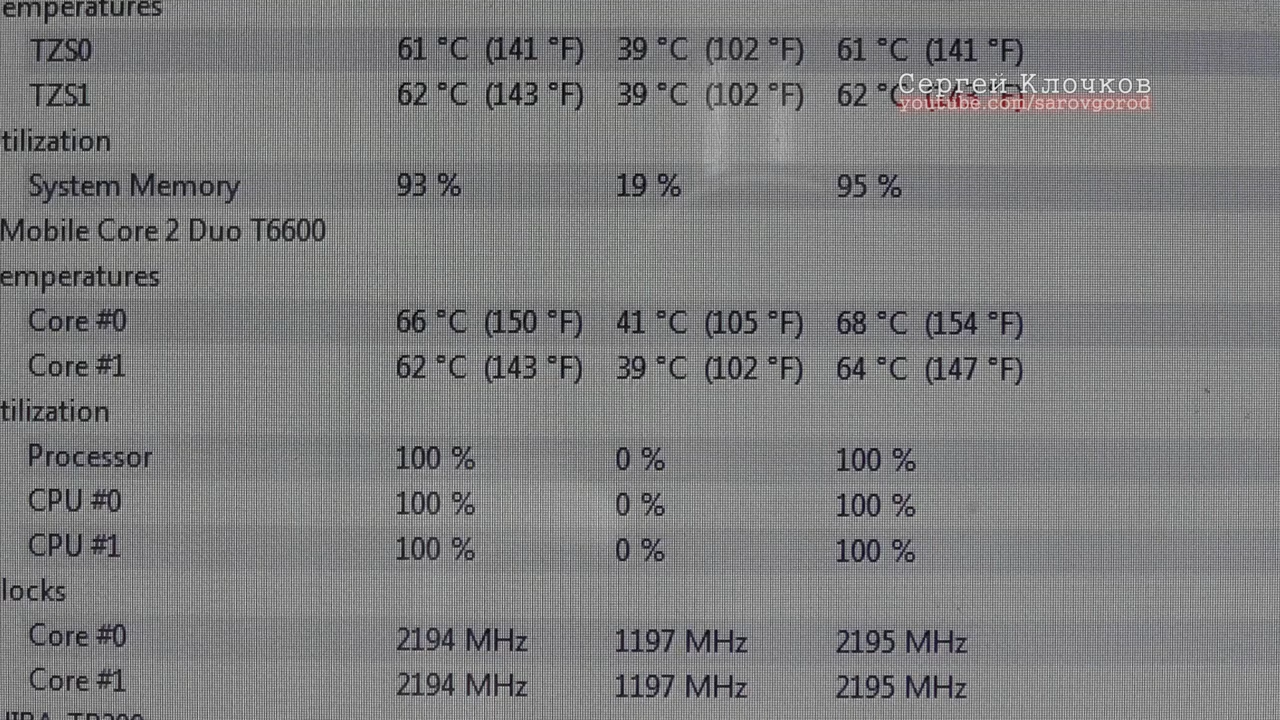 emperatures
TZS0 61 °C (141 °F) 39 °C (102 °F) 61 °C (141 °F)
Сергей Клочков
TZS1 62 °C (143 °F) 39 °C (102 °F) 62 °C
youtube.com/sarovgorod
tilization
System Memory 93 % 19 % 95 %
Mobile Core 2 Duo T6600
emperatures
Core #0 66 °C (150 °F) 41 °C (105 °F) 68 °C (154 °F)
Core #1 62 °C (143 °F) 39 °C (102 °F) 64 °C (147 °F)
tilization
Processor 100 % 0 % 100 %
CPU #0 100 % 0 % 100 %
CPU #1 100 % 0 % 100 %
locks
Core #0 2194 MHz 1197 MHz 2195 MHz
Core #1 2194 MHz 1197 MHz 2195 MHz